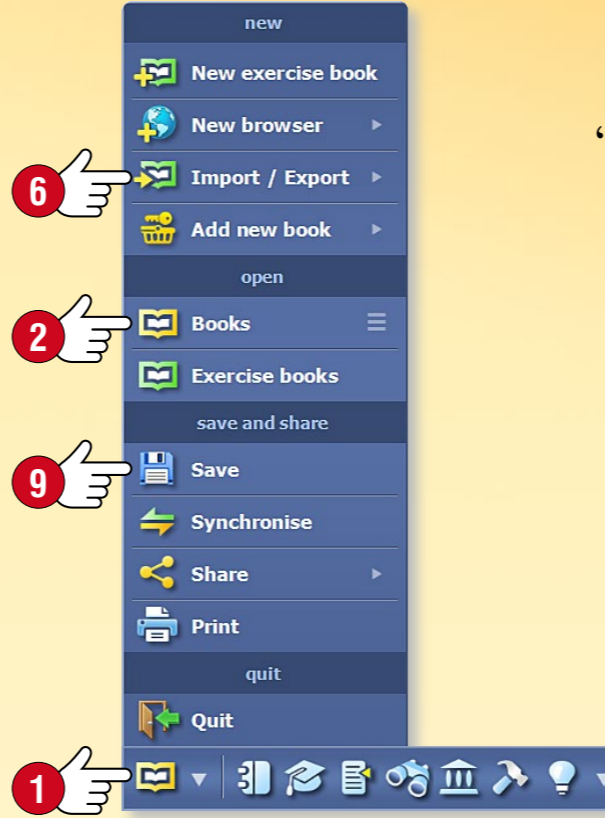 new
New exercise book
New browser
6 Import / Export
Add new book
open
2 Books
Exercise books
save and share
9 Save
Synchronise
Share
Print
quit
Quit
1
‘